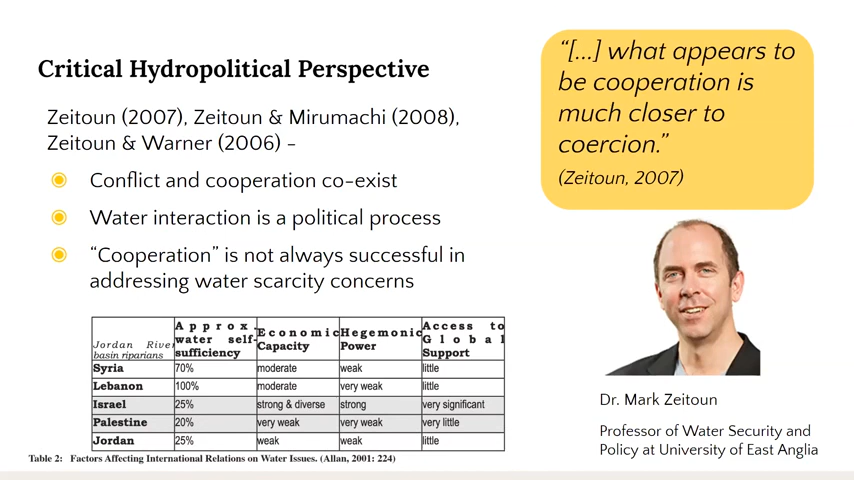 Critical Hydropolitical Perspective
Zeitoun (2007), Zeitoun & Mirumachi (2008),
Zeitoun & Warner (2006) –
Conflict and cooperation co-exist
Water interaction is a political process
“Cooperation” is not always successful in
addressing water scarcity concerns
“[...] what appears to
be cooperation is
much closer to
coercion.”
(Zeitoun, 2007)
Jordan River basin riparians | Approx. water self-sufficiency | Economic Capacity | Hegemonic Power | Access to Global Support
Syria | 70% | moderate | weak | little
Lebanon | 100% | moderate | very weak | little
Israel | 25% | strong & diverse | strong | very significant
Palestine | 20% | very weak | very weak | very little
Jordan | 25% | weak | weak | little
Table 2: Factors Affecting International Relations on Water Issues. (Allan, 2001: 224)
Dr. Mark Zeitoun
Professor of Water Security and
Policy at University of East Anglia